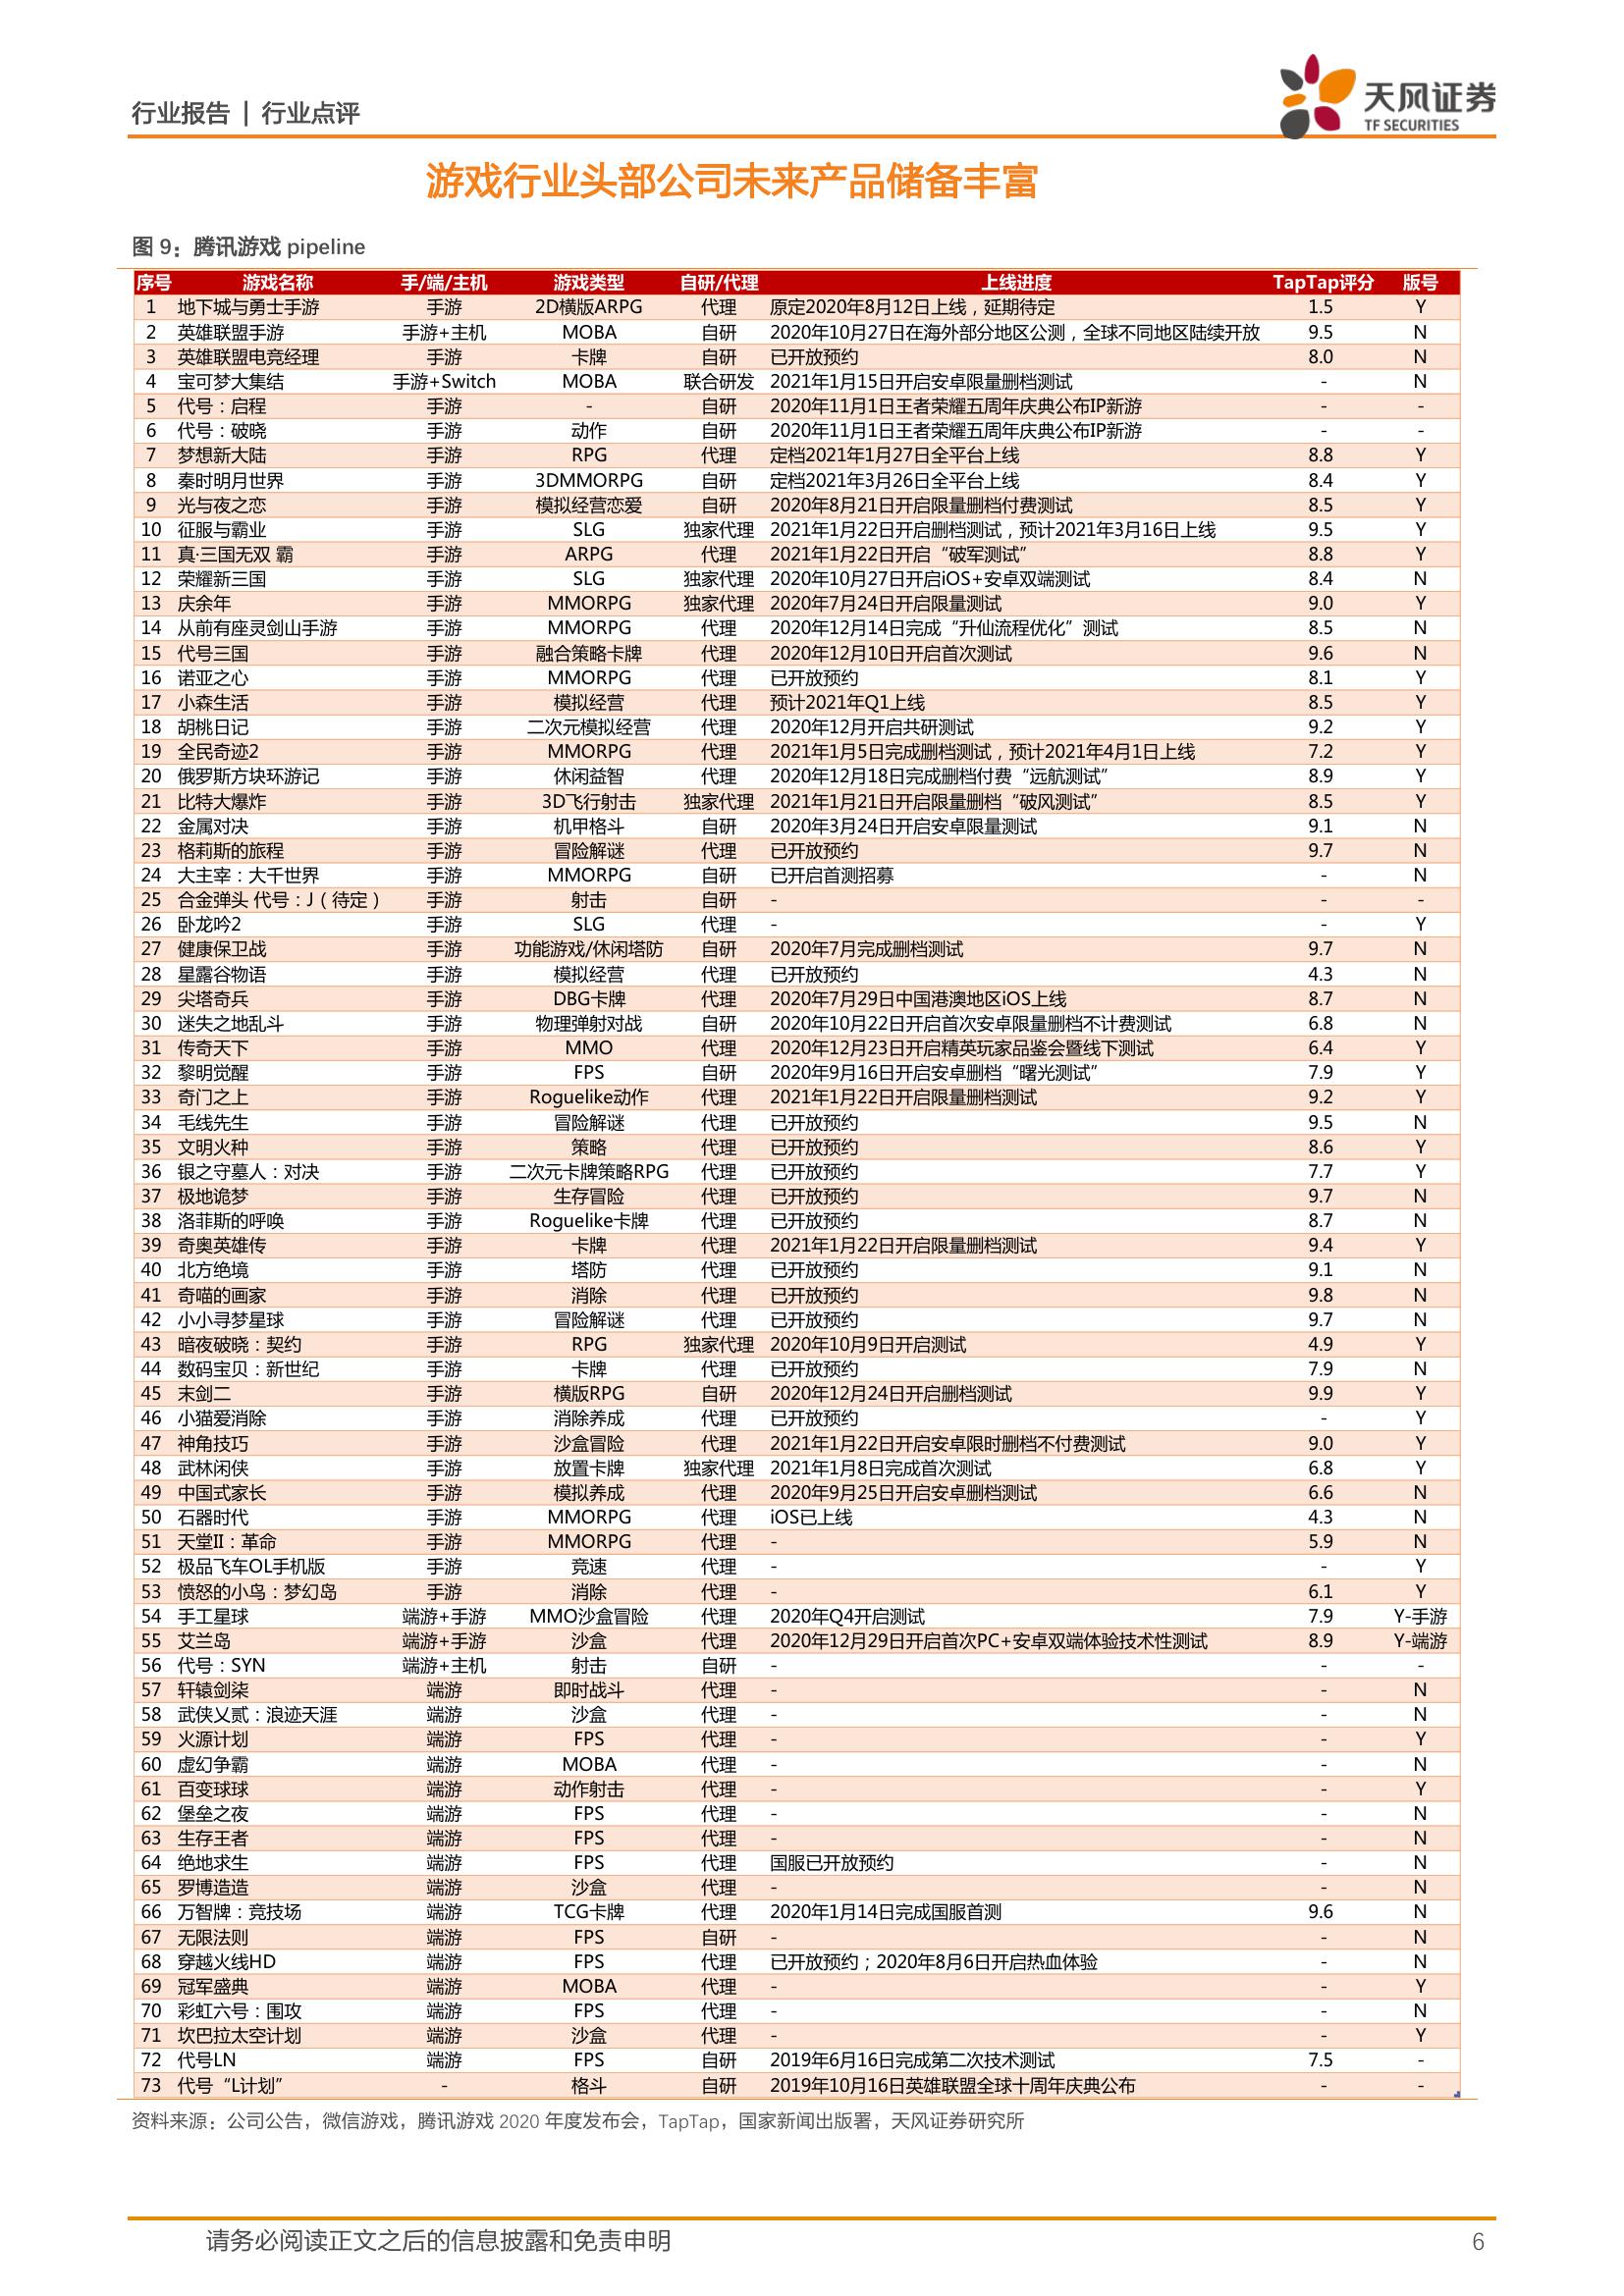 行业报告 | 行业点评
天风证券
TF SECURITIES
游戏行业头部公司未来产品储备丰富
图 9：腾讯游戏 pipeline
序号 游戏名称 手/端/主机 游戏类型 自研/代理 上线进度 TapTap评分 版号
1 地下城与勇士手游 手游 2D横版ARPG 代理 原定2020年8月12日上线，延期待定 1.5 Y
2 英雄联盟手游 手游+主机 MOBA 自研 2020年10月27日在海外部分地区公测，全球不同地区陆续开放 9.5 N
3 英雄联盟电竞经理 手游 卡牌 自研 已开放预约 8.0 N
4 宝可梦大集结 手游+Switch MOBA 联合研发 2021年1月15日开启安卓限量删档测试 - N
5 代号：启程 手游 - 自研 2020年11月1日王者荣耀五周年庆典公布IP新游 - -
6 代号：破晓 手游 动作 自研 2020年11月1日王者荣耀五周年庆典公布IP新游 - -
7 梦想新大陆 手游 RPG 代理 定档2021年1月27日全平台上线 8.8 Y
8 秦时明月世界 手游 3DMMORPG 自研 定档2021年3月26日全平台上线 8.4 Y
9 光与夜之恋 手游 模拟经营恋爱 自研 2020年8月21日开启限量删档付费测试 8.5 Y
10 征服与霸业 手游 SLG 独家代理 2021年1月22日开启删档测试，预计2021年3月16日上线 9.5 Y
11 真·三国无双 霸 手游 ARPG 代理 2021年1月22日开启“破军测试” 8.8 Y
12 荣耀新三国 手游 SLG 独家代理 2020年10月27日开启iOS+安卓双端测试 8.4 N
13 庆余年 手游 MMORPG 独家代理 2020年7月24日开启限量测试 9.0 Y
14 从前有座灵剑山手游 手游 MMORPG 代理 2020年12月14日完成“升仙流程优化”测试 8.5 N
15 代号三国 手游 融合策略卡牌 代理 2020年12月10日开启首次测试 9.6 N
16 诺亚之心 手游 MMORPG 代理 已开放预约 8.1 Y
17 小森生活 手游 模拟经营 代理 预计2021年Q1上线 8.5 Y
18 胡桃日记 手游 二次元模拟经营 代理 2020年12月开启共研测试 9.2 Y
19 全民奇迹2 手游 MMORPG 代理 2021年1月5日完成删档测试，预计2021年4月1日上线 7.2 Y
20 俄罗斯方块环游记 手游 休闲益智 代理 2020年12月18日完成删档付费“远航测试” 8.9 Y
21 比特大爆炸 手游 3D飞行射击 独家代理 2021年1月21日开启限量删档“破风测试” 8.5 Y
22 金属对决 手游 机甲格斗 自研 2020年3月24日开启安卓限量测试 9.1 N
23 格莉斯的旅程 手游 冒险解谜 代理 已开放预约 9.7 N
24 大主宰：大千世界 手游 MMORPG 自研 已开启首测招募 - N
25 合金弹头 代号：J（待定） 手游 射击 自研 - - -
26 卧龙吟2 手游 SLG 代理 - - Y
27 健康保卫战 手游 功能游戏/休闲塔防 自研 2020年7月完成删档测试 9.7 N
28 星露谷物语 手游 模拟经营 代理 已开放预约 4.3 N
29 尖塔奇兵 手游 DBG卡牌 代理 2020年7月29日中国港澳地区iOS上线 8.7 N
30 迷失之地乱斗 手游 物理弹射对战 自研 2020年10月22日开启首次安卓限量删档不计费测试 6.8 N
31 传奇天下 手游 MMO 代理 2020年12月23日开启精英玩家品鉴会暨线下测试 6.4 Y
32 黎明觉醒 手游 FPS 自研 2020年9月16日开启安卓删档“曙光测试” 7.9 Y
33 奇门之上 手游 Roguelike动作 代理 2021年1月22日开启限量删档测试 9.2 Y
34 毛线先生 手游 冒险解谜 代理 已开放预约 9.5 N
35 文明火种 手游 策略 代理 已开放预约 8.6 Y
36 银之守墓人：对决 手游 二次元卡牌策略RPG 代理 已开放预约 7.7 Y
37 极地诡梦 手游 生存冒险 代理 已开放预约 9.7 N
38 洛菲斯的呼唤 手游 Roguelike卡牌 代理 已开放预约 8.7 N
39 奇奥英雄传 手游 卡牌 代理 2021年1月22日开启限量删档测试 9.4 Y
40 北方绝境 手游 塔防 代理 已开放预约 9.1 N
41 奇喵的画家 手游 消除 代理 已开放预约 9.8 N
42 小小寻梦星球 手游 冒险解谜 代理 已开放预约 9.7 N
43 暗夜破晓：契约 手游 RPG 独家代理 2020年10月9日开启测试 4.9 Y
44 数码宝贝：新世纪 手游 卡牌 代理 已开放预约 7.9 N
45 末剑二 手游 横版RPG 自研 2020年12月24日开启删档测试 9.9 Y
46 小猫爱消除 手游 消除养成 代理 已开放预约 - Y
47 神角技巧 手游 沙盒冒险 代理 2021年1月22日开启安卓限时删档不付费测试 9.0 Y
48 武林闲侠 手游 放置卡牌 独家代理 2021年1月8日完成首次测试 6.8 Y
49 中国式家长 手游 模拟养成 代理 2020年9月25日开启安卓删档测试 6.6 N
50 石器时代 手游 MMORPG 代理 iOS已上线 4.3 N
51 天堂II：革命 手游 MMORPG 代理 - 5.9 N
52 极品飞车OL手机版 手游 竞速 代理 - - Y
53 愤怒的小鸟：梦幻岛 手游 消除 代理 - 6.1 Y
54 手工星球 端游+手游 MMO沙盒冒险 代理 2020年Q4开启测试 7.9 Y-手游
55 艾兰岛 端游+手游 沙盒 代理 2020年12月29日开启首次PC+安卓双端体验技术性测试 8.9 Y-端游
56 代号：SYN 端游+主机 射击 自研 - - -
57 轩辕剑柒 端游 即时战斗 代理 - - N
58 武侠乂贰：浪迹天涯 端游 沙盒 代理 - - N
59 火源计划 端游 FPS 代理 - - Y
60 虚幻争霸 端游 MOBA 代理 - - N
61 百变球球 端游 动作射击 代理 - - Y
62 堡垒之夜 端游 FPS 代理 - - N
63 生存王者 端游 FPS 代理 - - N
64 绝地求生 端游 FPS 代理 国服已开放预约 - N
65 罗博造造 端游 沙盒 代理 - - N
66 万智牌：竞技场 端游 TCG卡牌 代理 2020年1月14日完成国服首测 9.6 N
67 无限法则 端游 FPS 自研 - - N
68 穿越火线HD 端游 FPS 代理 已开放预约；2020年8月6日开启热血体验 - N
69 冠军盛典 端游 MOBA 代理 - - Y
70 彩虹六号：围攻 端游 FPS 代理 - - N
71 坎巴拉太空计划 端游 沙盒 代理 - - Y
72 代号LN 端游 FPS 自研 2019年6月16日完成第二次技术测试 7.5 -
73 代号“L计划” - 格斗 自研 2019年10月16日英雄联盟全球十周年庆典公布 - -
资料来源：公司公告，微信游戏，腾讯游戏 2020 年度发布会，TapTap，国家新闻出版署，天风证券研究所
请务必阅读正文之后的信息披露和免责申明 6